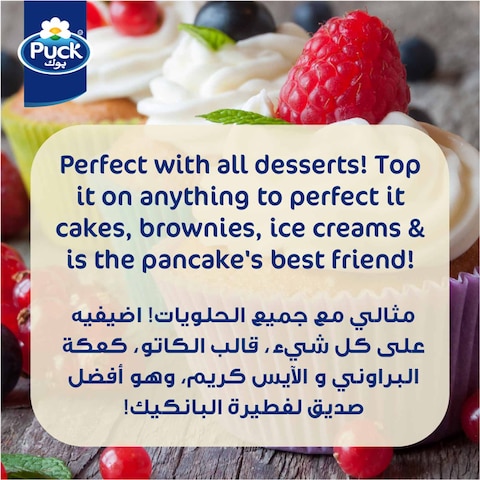 Puck
بوك
Perfect with all desserts! Top
it on anything to perfect it
cakes, brownies, ice creams &
is the pancake's best friend!
مثالي مع جميع الحلويات! اضيفيه
على كل شيء، قالب الكاتو، كعكة
البراوني و الآيس كريم، وهو أفضل
صديق لفطيرة البانكيك!